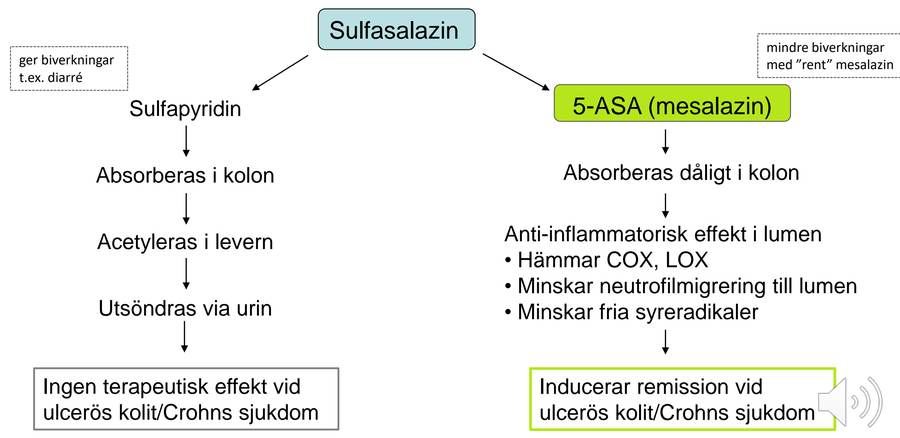 Sulfasalazin
ger biverkningar
t.ex. diarré
mindre biverkningar
med ”rent” mesalazin
Sulfapyridin
Absorberas i kolon
Acetyleras i levern
Utsöndras via urin
Ingen terapeutisk effekt vid
ulcerös kolit/Crohns sjukdom
5-ASA (mesalazin)
Absorberas dåligt i kolon
Anti-inflammatorisk effekt i lumen
• Hämmar COX, LOX
• Minskar neutrofilmigrering till lumen
• Minskar fria syreradikaler
Inducerar remission vid
ulcerös kolit/Crohns sjukdom